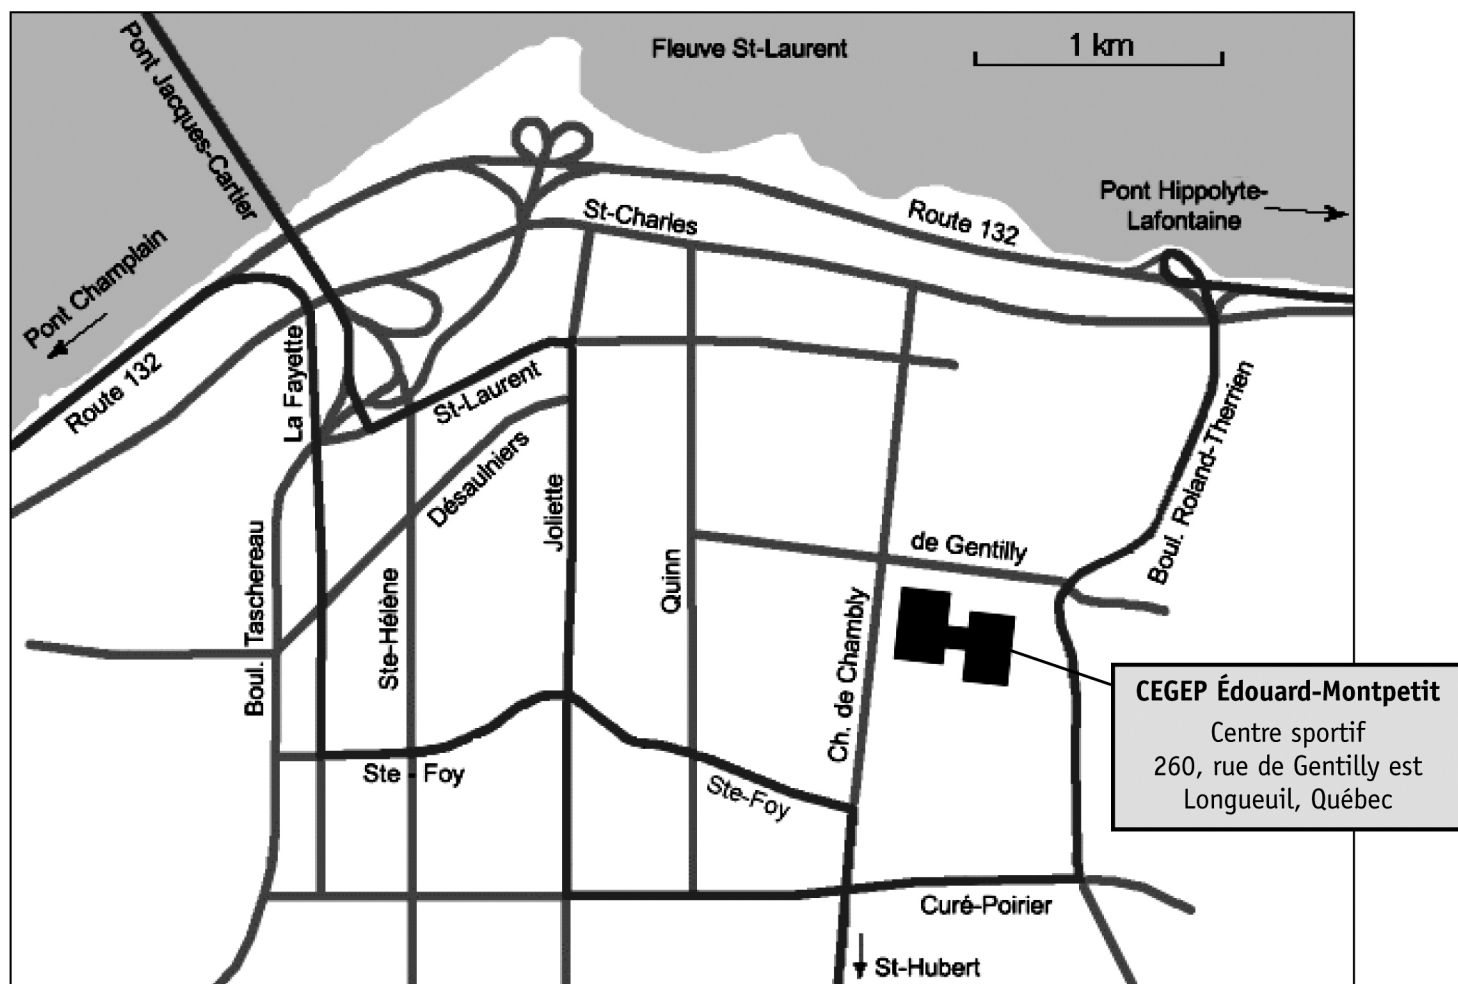 Fleuve St-Laurent
1 km
Pont Jacques-Cartier
Pont Hippolyte-
Lafontaine
St-Charles
Route 132
Pont Champlain
Route 132
La Fayette
St-Laurent
Désaulniers
Boul. Roland-Therrien
Joliette
de Gentilly
Boul. Taschereau
Ste-Hélène
Quinn
Ch. de Chambly
CEGEP Édouard-Montpetit
Centre sportif
260, rue de Gentilly est
Longueuil, Québec
Ste - Foy
Ste-Foy
Curé-Poirier
St-Hubert